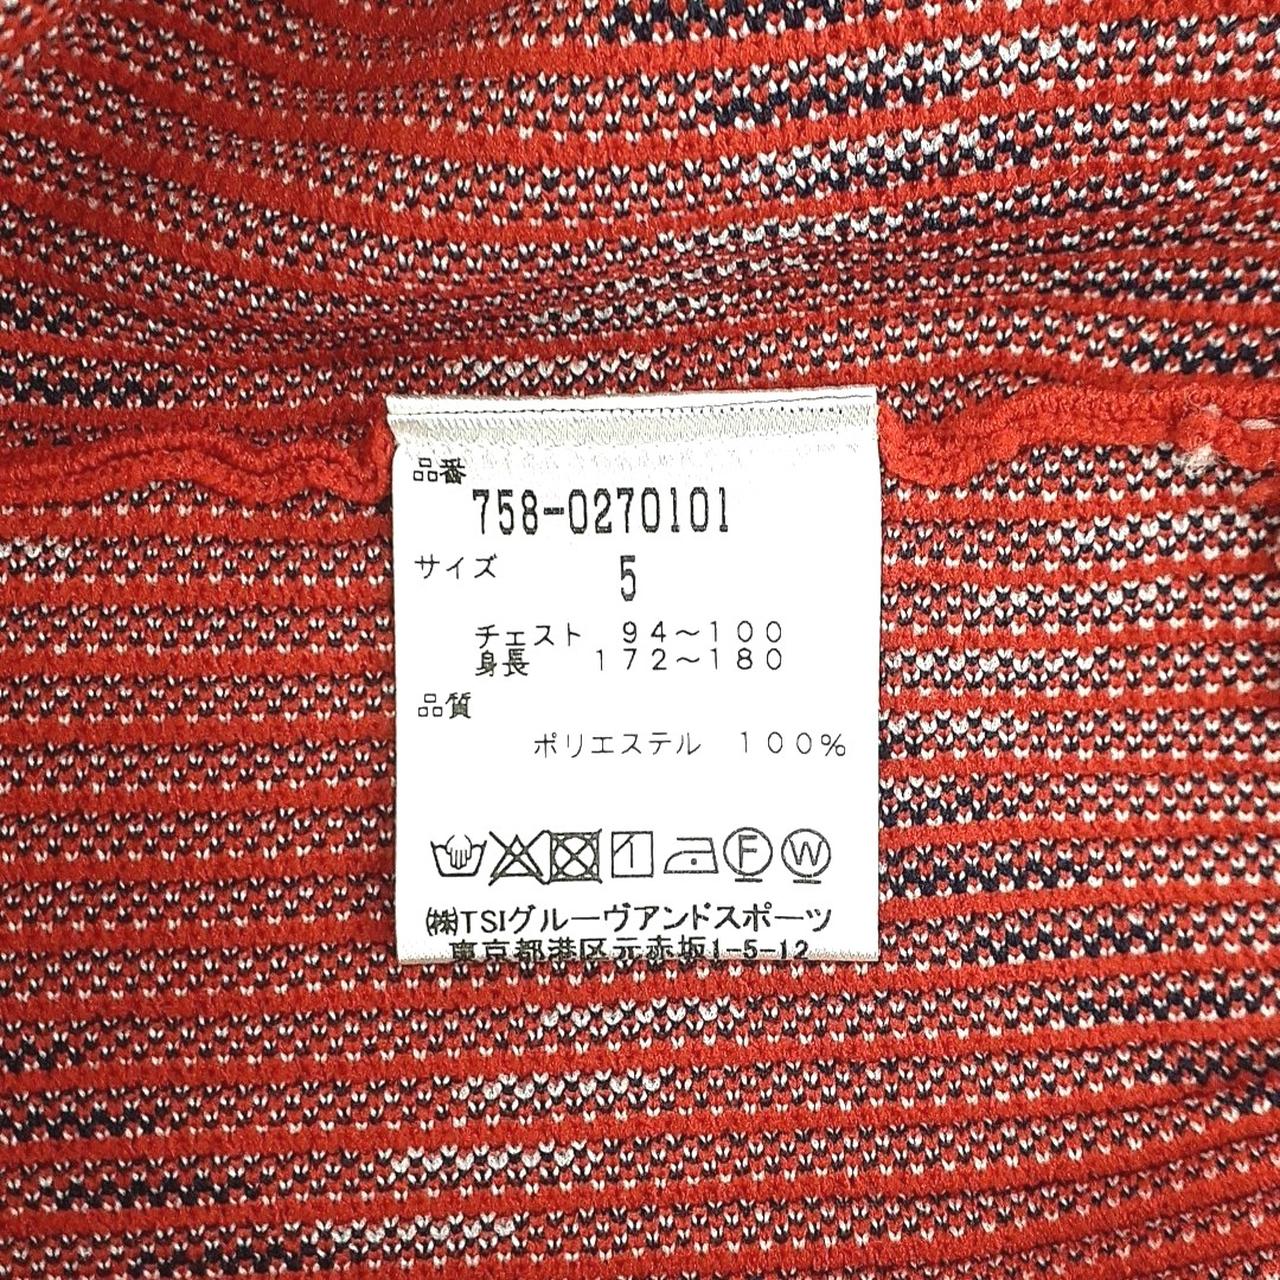 品番
758-0270101
サイズ 5
チェスト 94～100
身長 172～180
品質
ポリエステル 100%
F W
㈱TSIグルーヴアンドスポーツ
東京都港区元赤坂1-5-12